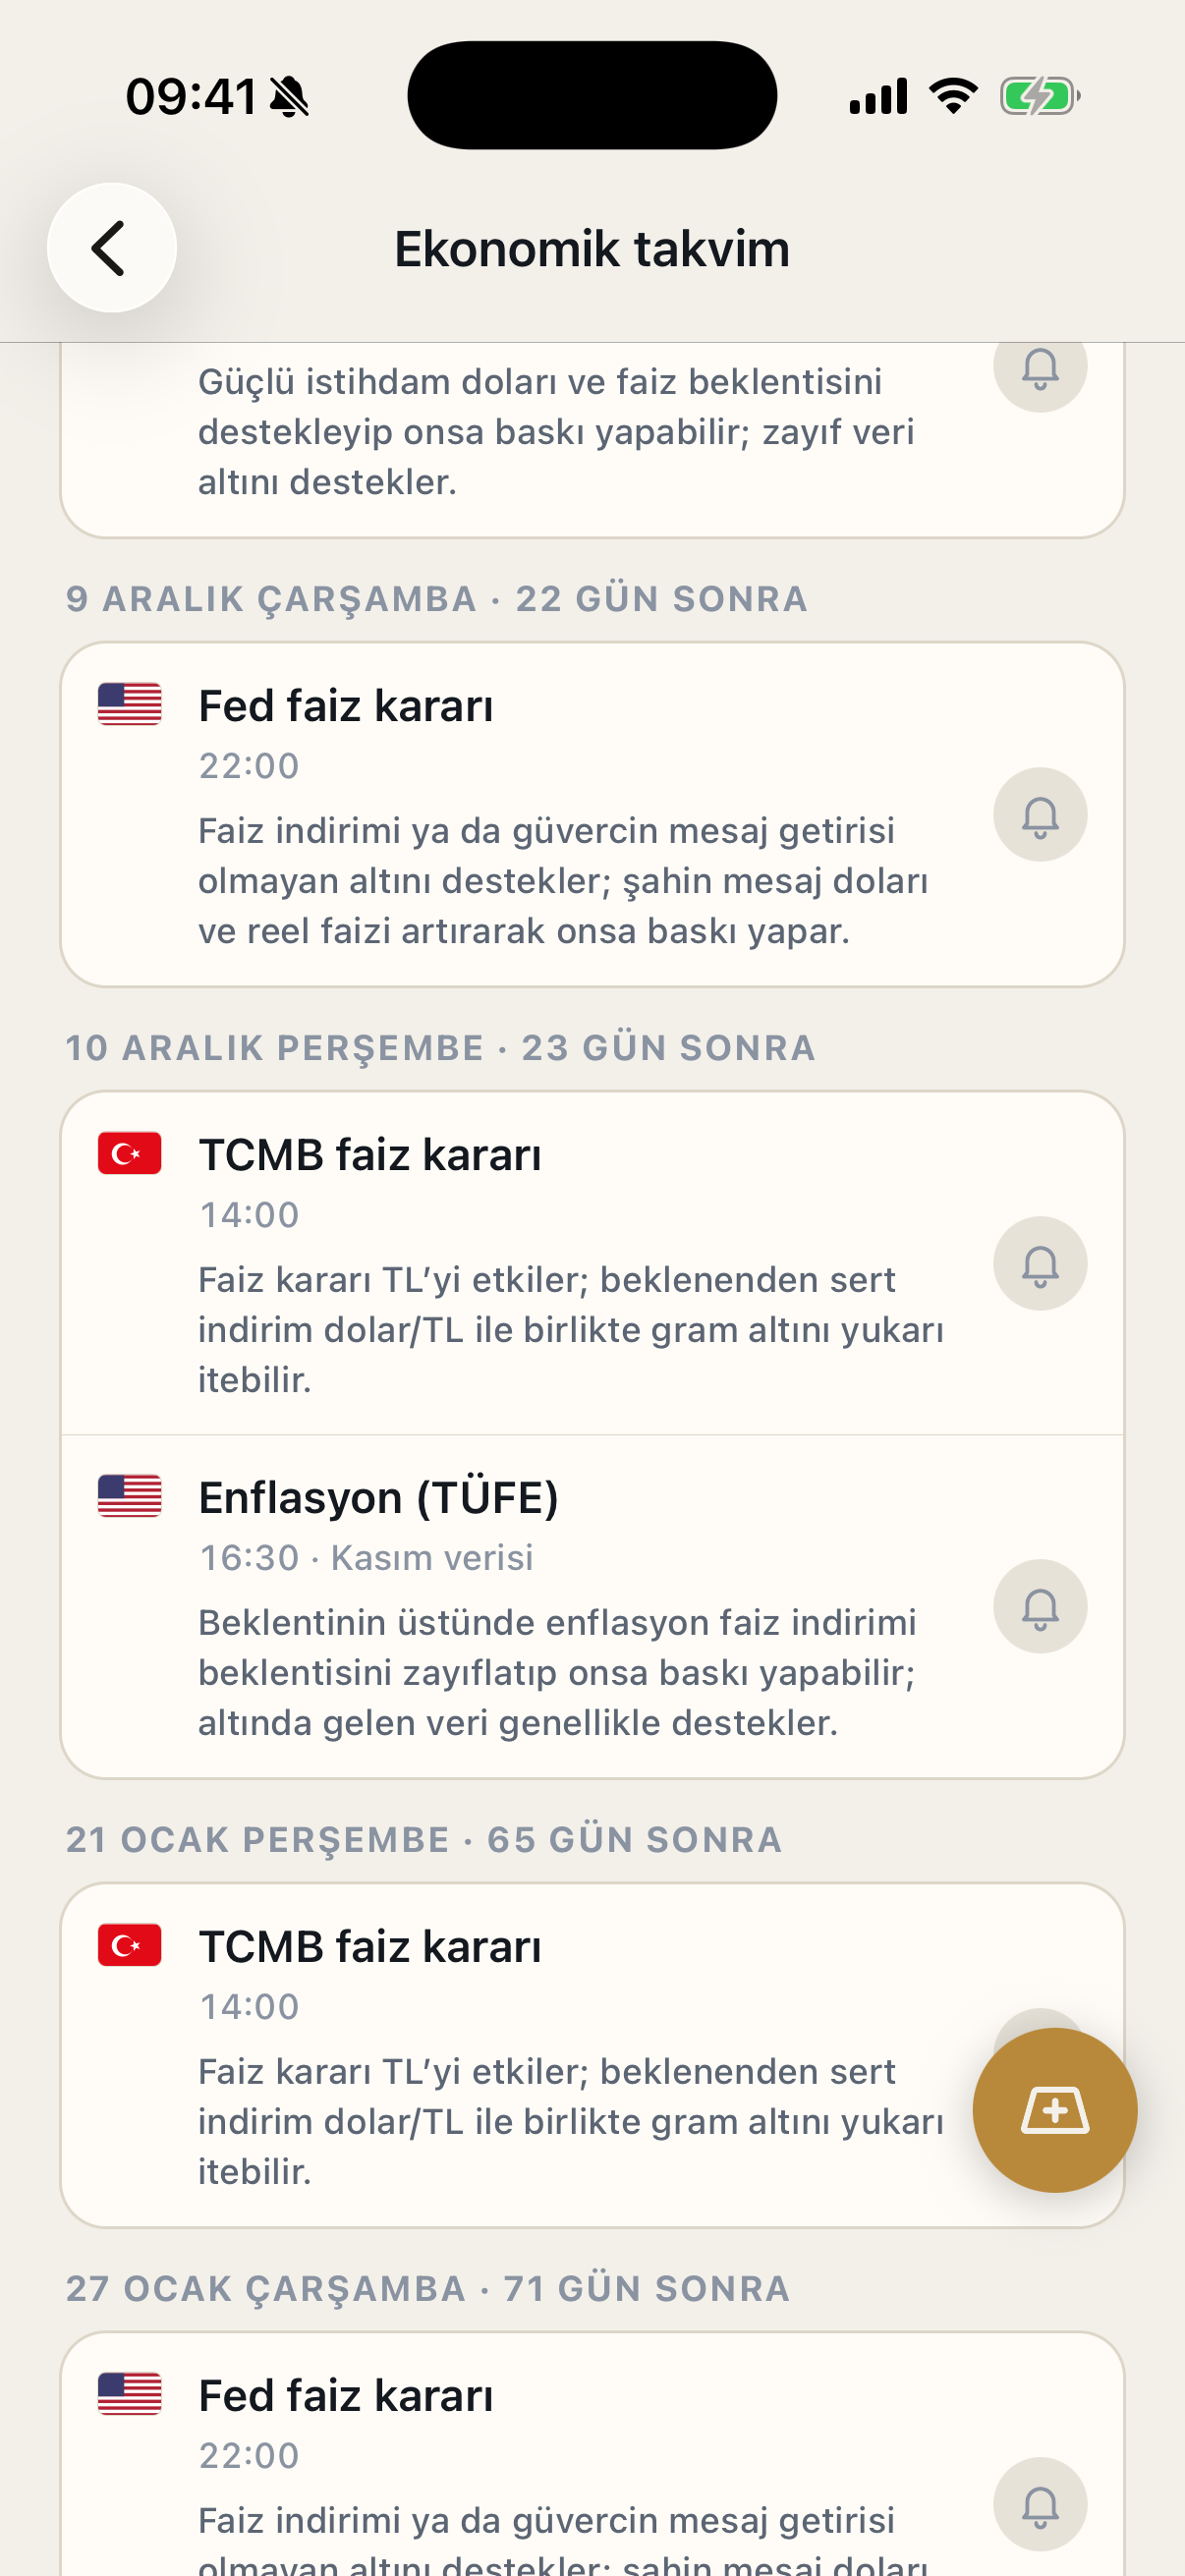 09:41
Ekonomik takvim
Güçlü istihdam doları ve faiz beklentisini
destekleyip onsa baskı yapabilir; zayıf veri
altını destekler.
9 ARALIK ÇARŞAMBA · 22 GÜN SONRA
Fed faiz kararı
22:00
Faiz indirimi ya da güvercin mesaj getirisi
olmayan altını destekler; şahin mesaj doları
ve reel faizi artırarak onsa baskı yapar.
10 ARALIK PERŞEMBE · 23 GÜN SONRA
TCMB faiz kararı
14:00
Faiz kararı TL’yi etkiler; beklenenden sert
indirim dolar/TL ile birlikte gram altını yukarı
itebilir.
Enflasyon (TÜFE)
16:30 · Kasım verisi
Beklentinin üstünde enflasyon faiz indirimi
beklentisini zayıflatıp onsa baskı yapabilir;
altında gelen veri genellikle destekler.
21 OCAK PERŞEMBE · 65 GÜN SONRA
TCMB faiz kararı
14:00
Faiz kararı TL’yi etkiler; beklenenden sert
indirim dolar/TL ile birlikte gram altını yukarı
itebilir.
27 OCAK ÇARŞAMBA · 71 GÜN SONRA
Fed faiz kararı
22:00
Faiz indirimi ya da güvercin mesaj getirisi
olmayan altını destekler; şahin mesaj doları